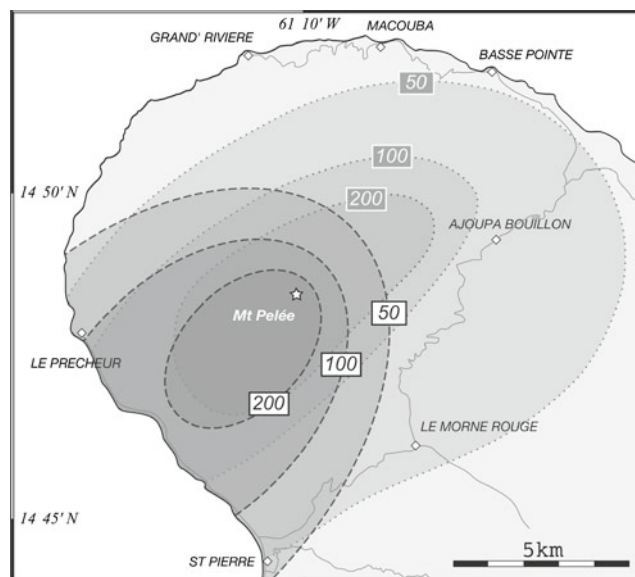 61 10' W
MACOUBA
GRAND' RIVIERE
BASSE POINTE
50
100
14 50' N
200
AJOUPA BOUILLON
Mt Pelée
50
LE PRECHEUR
100
200
LE MORNE ROUGE
14 45' N
ST PIERRE
5km